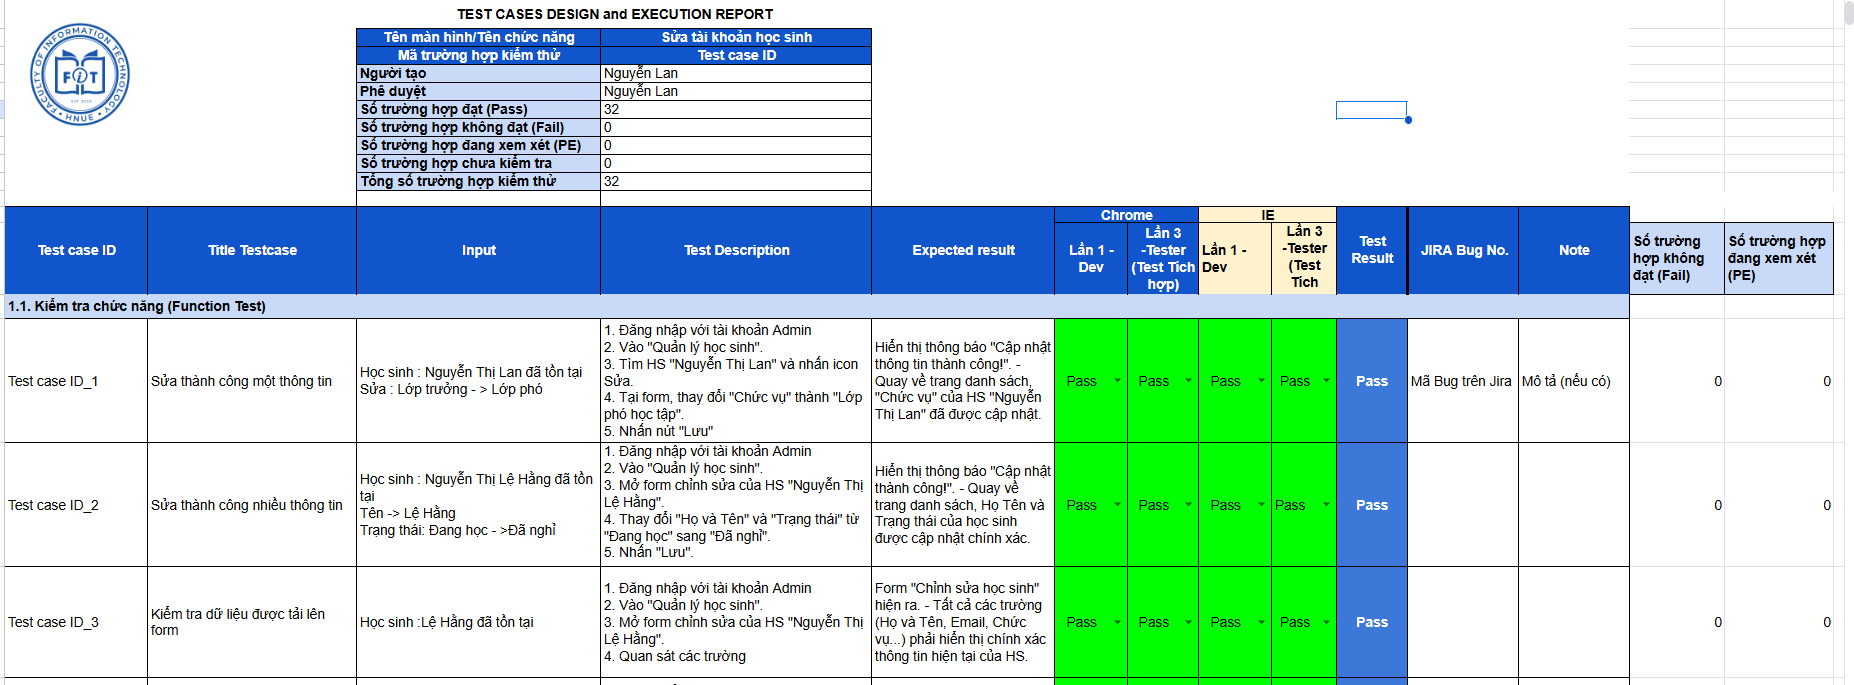 TEST CASES DESIGN and EXECUTION REPORT
FACULTY OF INFORMATION TECHNOLOGY
FiT
HNUE
Tên màn hình/Tên chức năng
Sửa tài khoản học sinh
Mã trường hợp kiểm thử
Test case ID
Người tạo
Nguyễn Lan
Phê duyệt
Nguyễn Lan
Số trường hợp đạt (Pass)
32
Số trường hợp không đạt (Fail)
0
Số trường hợp đang xem xét (PE)
0
Số trường hợp chưa kiểm tra
0
Tổng số trường hợp kiểm thử
32
Test case ID
Title Testcase
Input
Test Description
Expected result
Chrome
Lần 1 -
Dev
Lần 3
-Tester
(Test Tích
hợp)
IE
Lần 1 -
Dev
Lần 3
-Tester
(Test
Tích
Test
Result
JIRA Bug No.
Note
Số trường
hợp không
đạt (Fail)
Số trường hợp
đang xem xét
(PE)
1.1. Kiểm tra chức năng (Function Test)
Test case ID_1
Sửa thành công một thông tin
Học sinh : Nguyễn Thị Lan đã tồn tại
Sửa : Lớp trưởng - > Lớp phó
1. Đăng nhập với tài khoản Admin
2. Vào "Quản lý học sinh".
3. Tìm HS "Nguyễn Thị Lan" và nhấn icon
Sửa.
4. Tại form, thay đổi "Chức vụ" thành "Lớp
phó học tập".
5. Nhấn nút "Lưu"
Hiển thị thông báo "Cập nhật
thông tin thành công!". -
Quay về trang danh sách,
"Chức vụ" của HS "Nguyễn
Thị Lan" đã được cập nhật.
Pass
Pass
Pass
Pass
Pass
Mã Bug trên Jira
Mô tả (nếu có)
0
0
Test case ID_2
Sửa thành công nhiều thông tin
Học sinh : Nguyễn Thị Lệ Hằng đã tồn
tại
Tên -> Lệ Hằng
Trạng thái: Đang học - >Đã nghỉ
1. Đăng nhập với tài khoản Admin
2. Vào "Quản lý học sinh".
3. Mở form chỉnh sửa của HS "Nguyễn Thị
Lệ Hằng".
4. Thay đổi "Họ và Tên" và "Trạng thái" từ
"Đang học" sang "Đã nghỉ".
5. Nhấn "Lưu".
Hiển thị thông báo "Cập nhật
thành công!". - Quay về
trang danh sách, Họ Tên và
Trạng thái của học sinh
được cập nhật chính xác.
Pass
Pass
Pass
Pass
Pass
0
0
Test case ID_3
Kiểm tra dữ liệu được tải lên
form
Học sinh :Lệ Hằng đã tồn tại
1. Đăng nhập với tài khoản Admin
2. Vào "Quản lý học sinh".
3. Mở form chỉnh sửa của HS "Nguyễn Thị
Lệ Hằng".
4. Quan sát các trường
Form "Chỉnh sửa học sinh"
hiện ra. - Tất cả các trường
(Họ và Tên, Email, Chức
vụ...) phải hiển thị chính xác
thông tin hiện tại của HS.
Pass
Pass
Pass
Pass
Pass
0
0